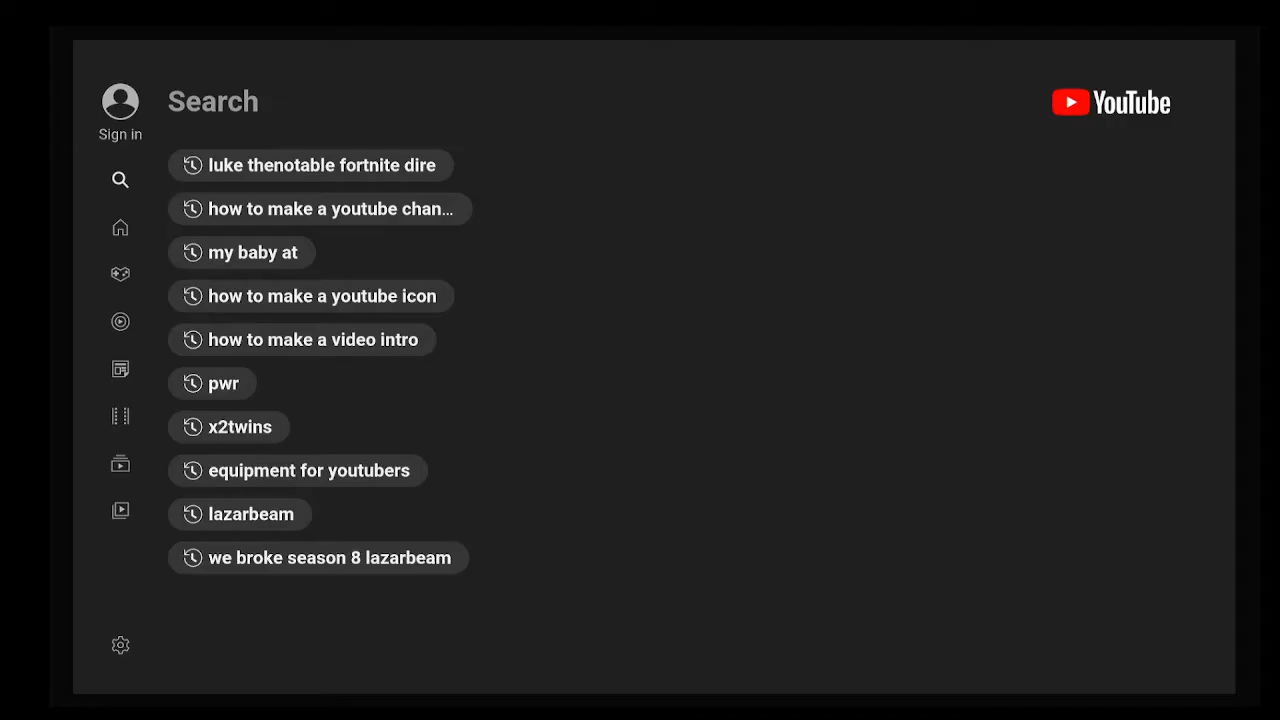 Search
YouTube
Sign in
luke thenotable fortnite dire
how to make a youtube chan...
my baby at
how to make a youtube icon
how to make a video intro
pwr
x2twins
equipment for youtubers
lazarbeam
we broke season 8 lazarbeam